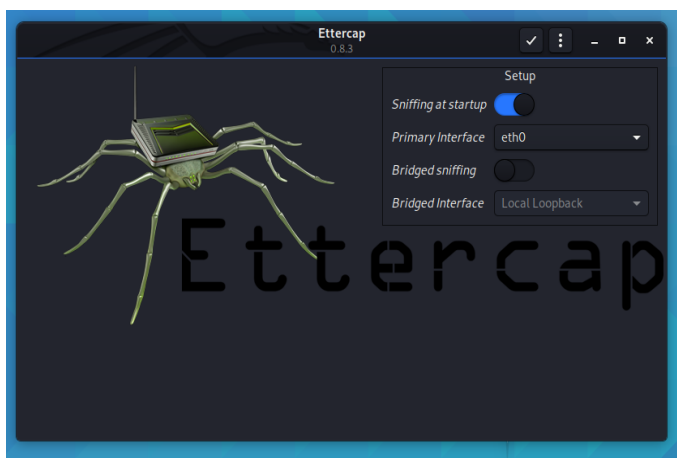 Ettercap
0.8.3
Setup
Sniffing at startup
Primary Interface eth0
Bridged sniffing
Bridged Interface Local Loopback
Ettercap